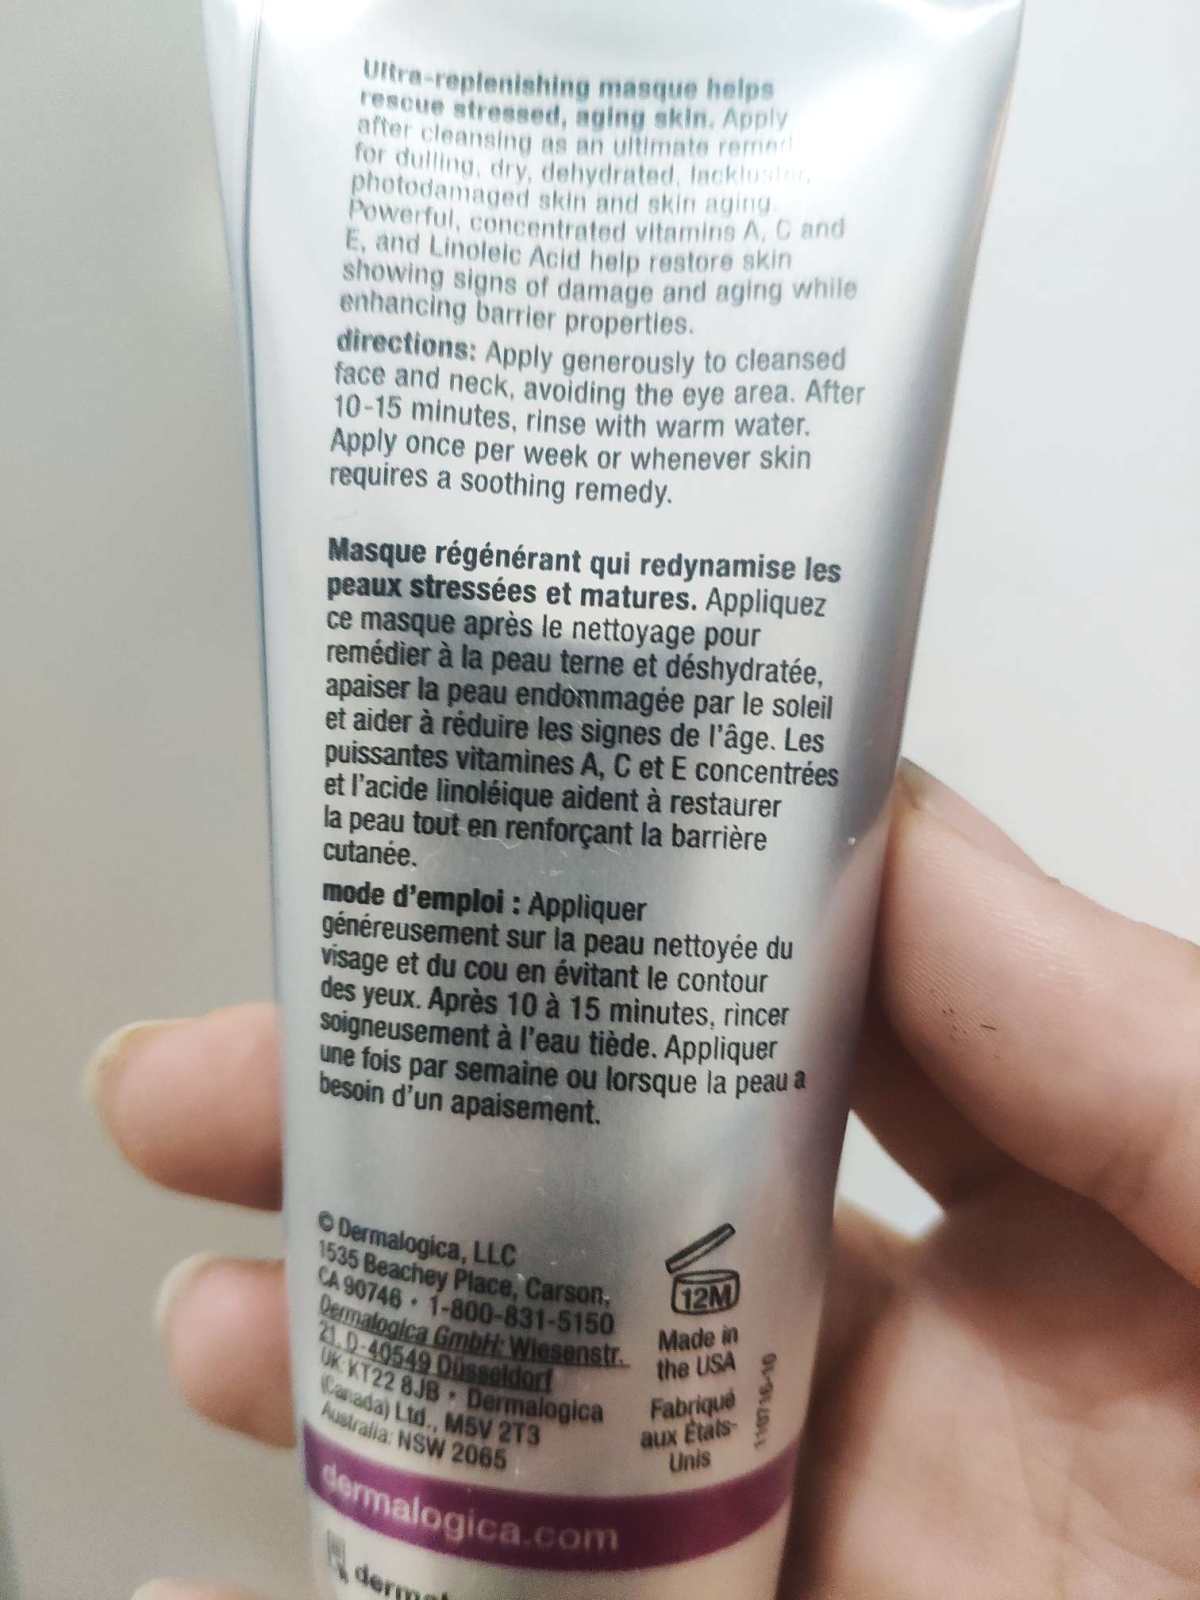 Ultra-replenishing masque helps
rescue stressed, aging skin. Apply
after cleansing as an ultimate
for dulling, dry, dehydrated, lackluster,
photodamaged skin and skin aging.
Powerful, concentrated vitamins A, C and
E, and Linoleic Acid help restore skin
showing signs of damage and aging while
enhancing barrier properties.
directions: Apply generously to cleansed
face and neck, avoiding the eye area. After
10-15 minutes, rinse with warm water.
Apply once per week or whenever skin
requires a soothing remedy.
Masque régénérant qui redynamise les
peaux stressées et matures. Appliquez
ce masque après le nettoyage pour
remédier à la peau terne et déshydratée,
apaiser la peau endommagée par le soleil
et aider à réduire les signes de l'âge. Les
puissantes vitamines A, C et E concentrées
et l'acide linoléique aident à restaurer
la peau tout en renforçant la barrière
cutanée.
mode d'emploi : Appliquer
généreusement sur la peau nettoyée du
visage et du cou en évitant le contour
des yeux. Après 10 à 15 minutes, rincer
soigneusement à l'eau tiède. Appliquer
une fois par semaine ou lorsque la peau a
besoin d'un apaisement.
© Dermalogica, LLC
1535 Beachey Place, Carson,
CA 90746 • 1-800-831-5150
Dermalogica GmbH: Wiesenstr.
21, D-40549 Düsseldorf
UK: KT22 8JB • Dermalogica
(Canada) Ltd., M5V 2T3
Australia: NSW 2065
12M
Made in
the USA
Fabriqué
aux États-
Unis
110716-10
dermalogica.com